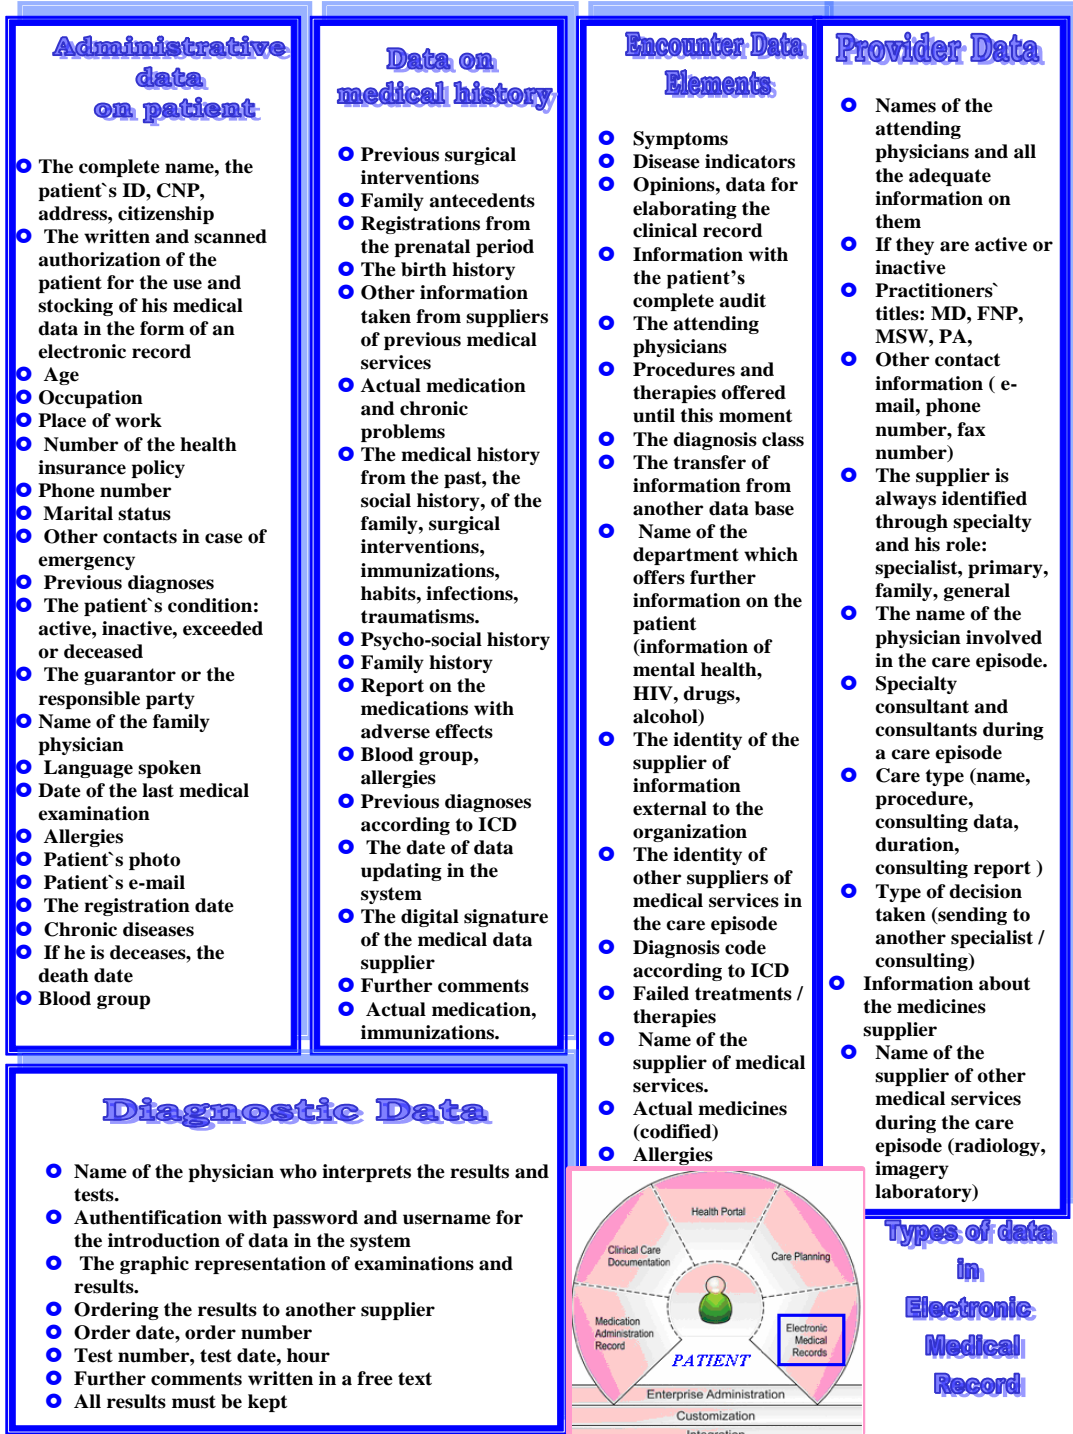 Administrative
data
on patient
The complete name, the
patient`s ID, CNP,
address, citizenship
The written and scanned
authorization of the
patient for the use and
stocking of his medical
data in the form of an
electronic record
Age
Occupation
Place of work
Number of the health
insurance policy
Phone number
Marital status
Other contacts in case of
emergency
Previous diagnoses
The patient`s condition:
active, inactive, exceeded
or deceased
The guarantor or the
responsible party
Name of the family
physician
Language spoken
Date of the last medical
examination
Allergies
Patient`s photo
Patient`s e-mail
The registration date
Chronic diseases
If he is deceases, the
death date
Blood group
Data on
medical history
Previous surgical
interventions
Family antecedents
Registrations from
the prenatal period
The birth history
Other information
taken from suppliers
of previous medical
services
Actual medication
and chronic
problems
The medical history
from the past, the
social history, of the
family, surgical
interventions,
immunizations,
habits, infections,
traumatisms.
Psycho-social history
Family history
Report on the
medications with
adverse effects
Blood group,
allergies
Previous diagnoses
according to ICD
The date of data
updating in the
system
The digital signature
of the medical data
supplier
Further comments
Actual medication,
immunizations.
Encounter Data
Elements
Symptoms
Disease indicators
Opinions, data for
elaborating the
clinical record
Information with
the patient’s
complete audit
The attending
physicians
Procedures and
therapies offered
until this moment
The diagnosis class
The transfer of
information from
another data base
Name of the
department which
offers further
information on the
patient
(information of
mental health,
HIV, drugs,
alcohol)
The identity of the
supplier of
information
external to the
organization
The identity of
other suppliers of
medical services in
the care episode
Diagnosis code
according to ICD
Failed treatments /
therapies
Name of the
supplier of medical
services.
Actual medicines
(codified)
Allergies
Provider Data
Names of the
attending
physicians and all
the adequate
information on
them
If they are active or
inactive
Practitioners`
titles: MD, FNP,
MSW, PA,
Other contact
information ( e-
mail, phone
number, fax
number)
The supplier is
always identified
through specialty
and his role:
specialist, primary,
family, general
The name of the
physician involved
in the care episode.
Specialty
consultant and
consultants during
a care episode
Care type (name,
procedure,
consulting data,
duration,
consulting report )
Type of decision
taken (sending to
another specialist /
consulting)
Information about
the medicines
supplier
Name of the
supplier of other
medical services
during the care
episode (radiology,
imagery
laboratory)
Diagnostic Data
Name of the physician who interprets the results and
tests.
Authentification with password and username for
the introduction of data in the system
The graphic representation of examinations and
results.
Ordering the results to another supplier
Order date, order number
Test number, test date, hour
Further comments written in a free text
All results must be kept
Health Portal
Clinical Care
Documentation
Care Planning
Medication
Administration
Record
Electronic
Medical
Records
PATIENT
Enterprise Administration
Customization
Integration
Types of data
in
Electronic
Medical
Record